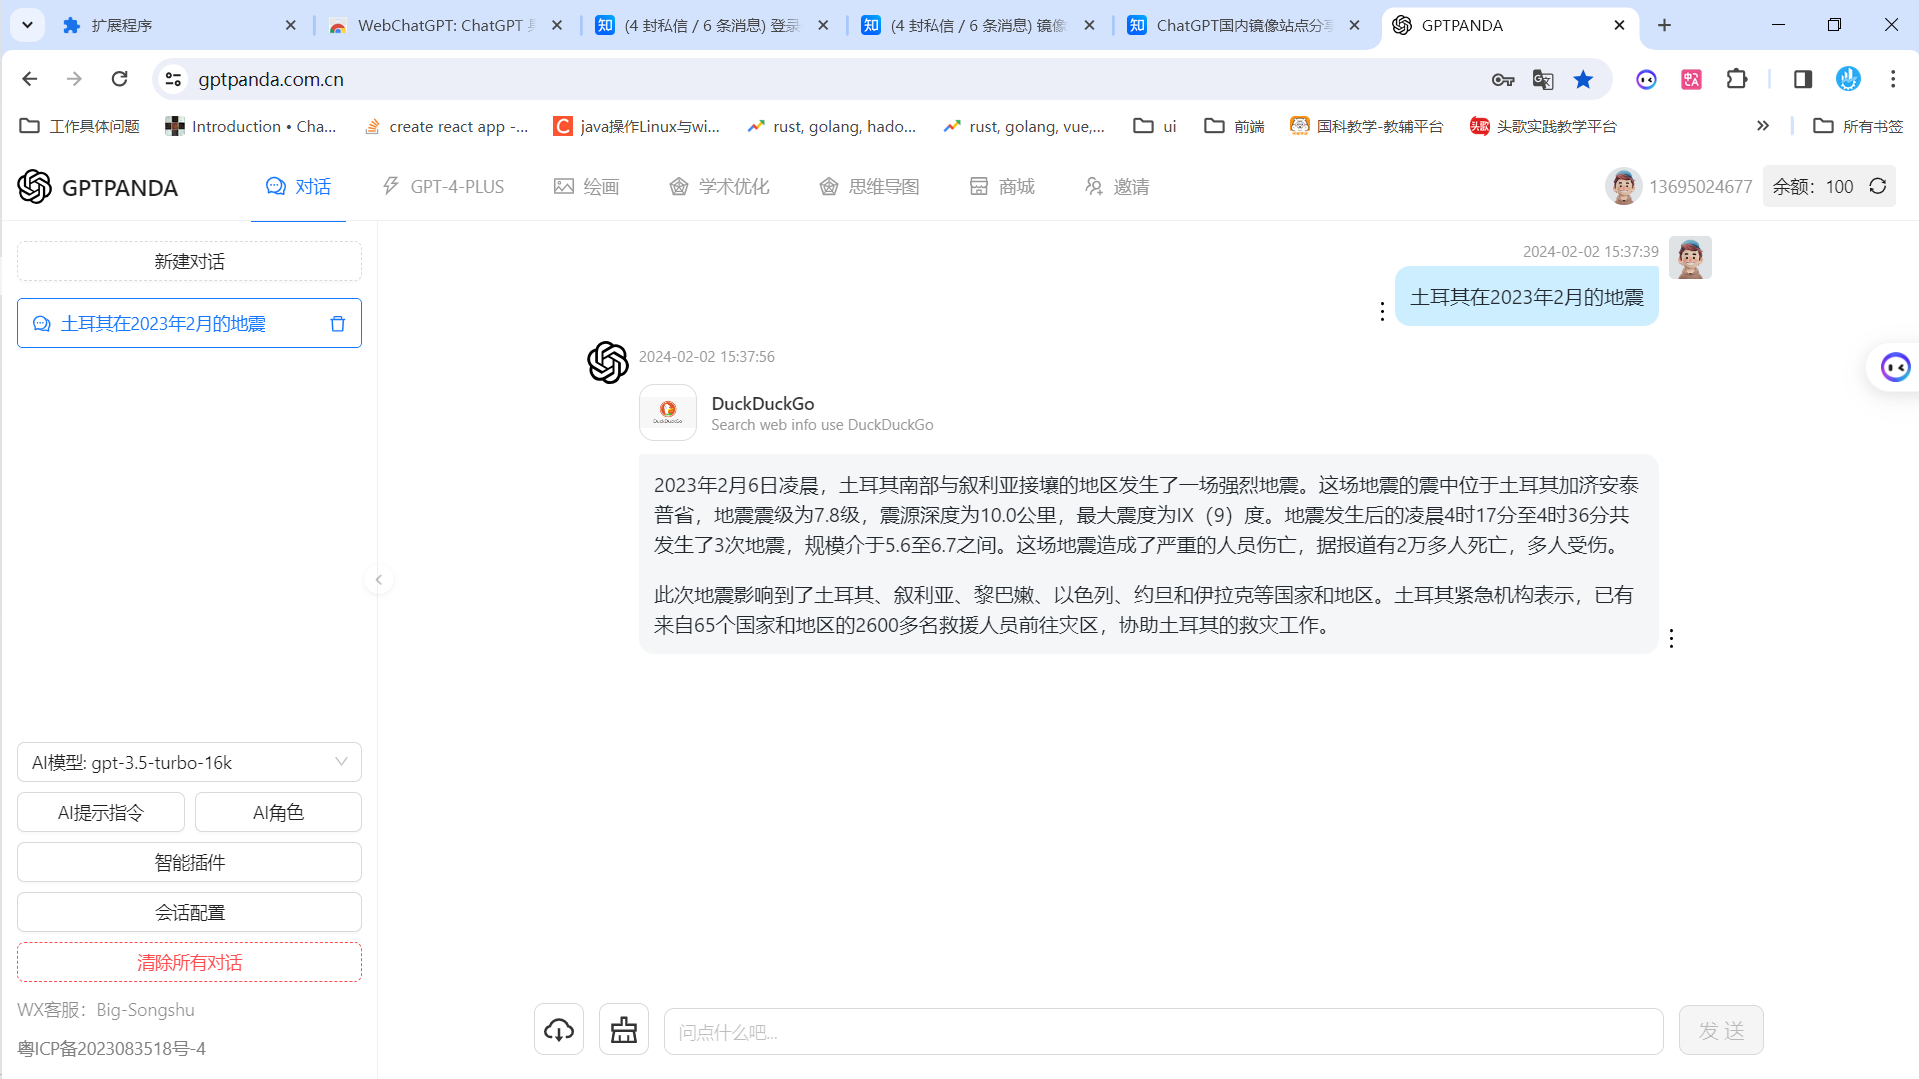 扩展程序
WebChatGPT: ChatGPT 具
(4 封私信 / 6 条消息) 登录
(4 封私信 / 6 条消息) 镜像
ChatGPT国内镜像站点分享
GPTPANDA
gptpanda.com.cn
工作具体问题
Introduction • Cha...
create react app -...
java操作Linux与wi...
rust, golang, hado...
rust, golang, vue,...
ui
前端
国科教学-教辅平台
头歌实践教学平台
所有书签
GPTPANDA
对话
GPT-4-PLUS
绘画
学术优化
思维导图
商城
邀请
13695024677
余额：100
新建对话
土耳其在2023年2月的地震
2024-02-02 15:37:39
土耳其在2023年2月的地震
2024-02-02 15:37:56
DuckDuckGo
DuckDuckGo
Search web info use DuckDuckGo
2023年2月6日凌晨，土耳其南部与叙利亚接壤的地区发生了一场强烈地震。这场地震的震中位于土耳其加济安泰
普省，地震震级为7.8级，震源深度为10.0公里，最大震度为IX（9）度。地震发生后的凌晨4时17分至4时36分共
发生了3次地震，规模介于5.6至6.7之间。这场地震造成了严重的人员伤亡，据报道有2万多人死亡，多人受伤。
此次地震影响到了土耳其、叙利亚、黎巴嫩、以色列、约旦和伊拉克等国家和地区。土耳其紧急机构表示，已有
来自65个国家和地区的2600多名救援人员前往灾区，协助土耳其的救灾工作。
AI模型: gpt-3.5-turbo-16k
AI提示指令
AI角色
智能插件
会话配置
清除所有对话
WX客服：Big-Songshu
粤ICP备2023083518号-4
问点什么吧...
发 送